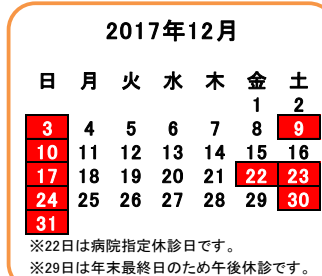 2017年12月
日 月 火 水 木 金 土
1 2
3 4 5 6 7 8 9
10 11 12 13 14 15 16
17 18 19 20 21 22 23
24 25 26 27 28 29 30
31
※22日は病院指定休診日です。
※29日は年末最終日のため午後休診です。